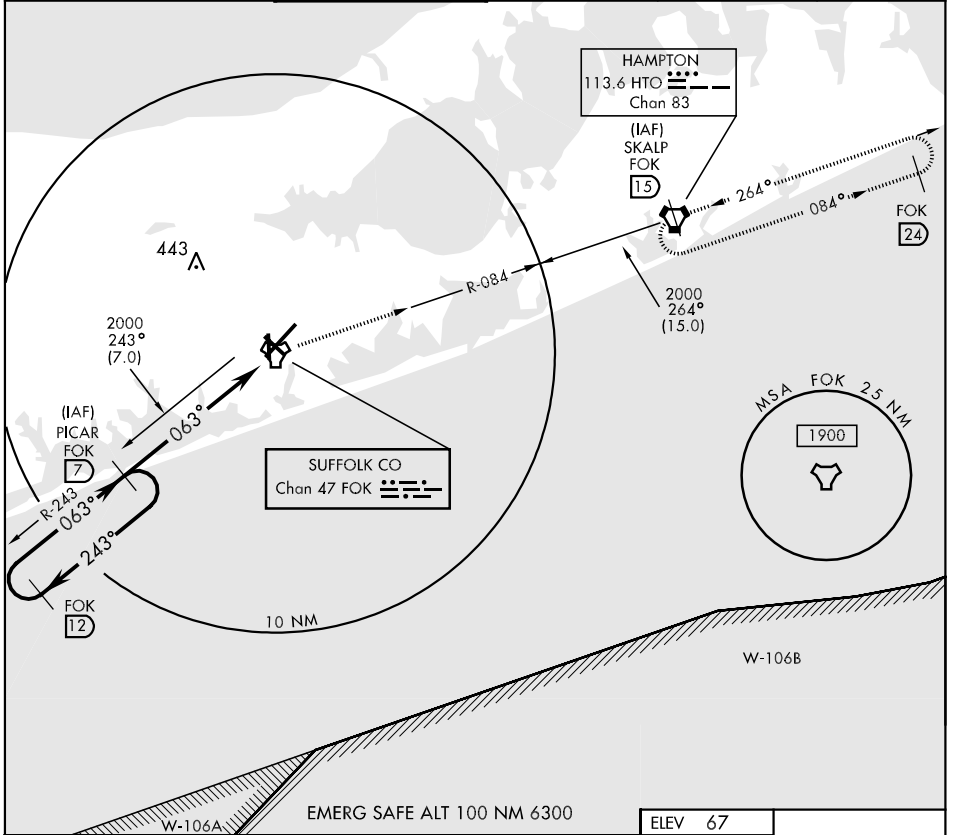 HAMPTON
113.6 HTO
Chan 83
(IAF)
SKALP
FOK
15
264°
084°
FOK
24
443
R-084
2000
264°
(15.0)
2000
243°
(7.0)
063°
(IAF)
PICAR
FOK
7
MSA FOK 25 NM
1900
SUFFOLK CO
Chan 47 FOK
R-243
063°
243°
FOK
12
10 NM
W-106B
EMERG SAFE ALT 100 NM 6300
W-106A
ELEV 67